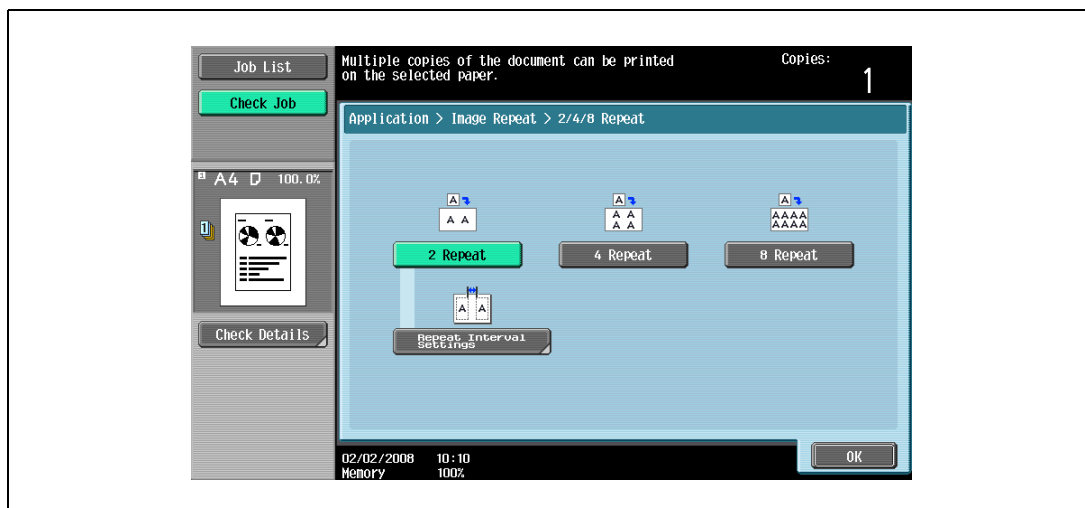 Job List
Check Job
Multiple copies of the document can be printed
on the selected paper.
Copies:
1
Application > Image Repeat > 2/4/8 Repeat
A4 100.0%
1
A
A A
A
A A
A A
A
AAAA
AAAA
2 Repeat
4 Repeat
8 Repeat
A A
Repeat Interval
Settings
Check Details
02/02/2008 10:10
Memory 100%
OK